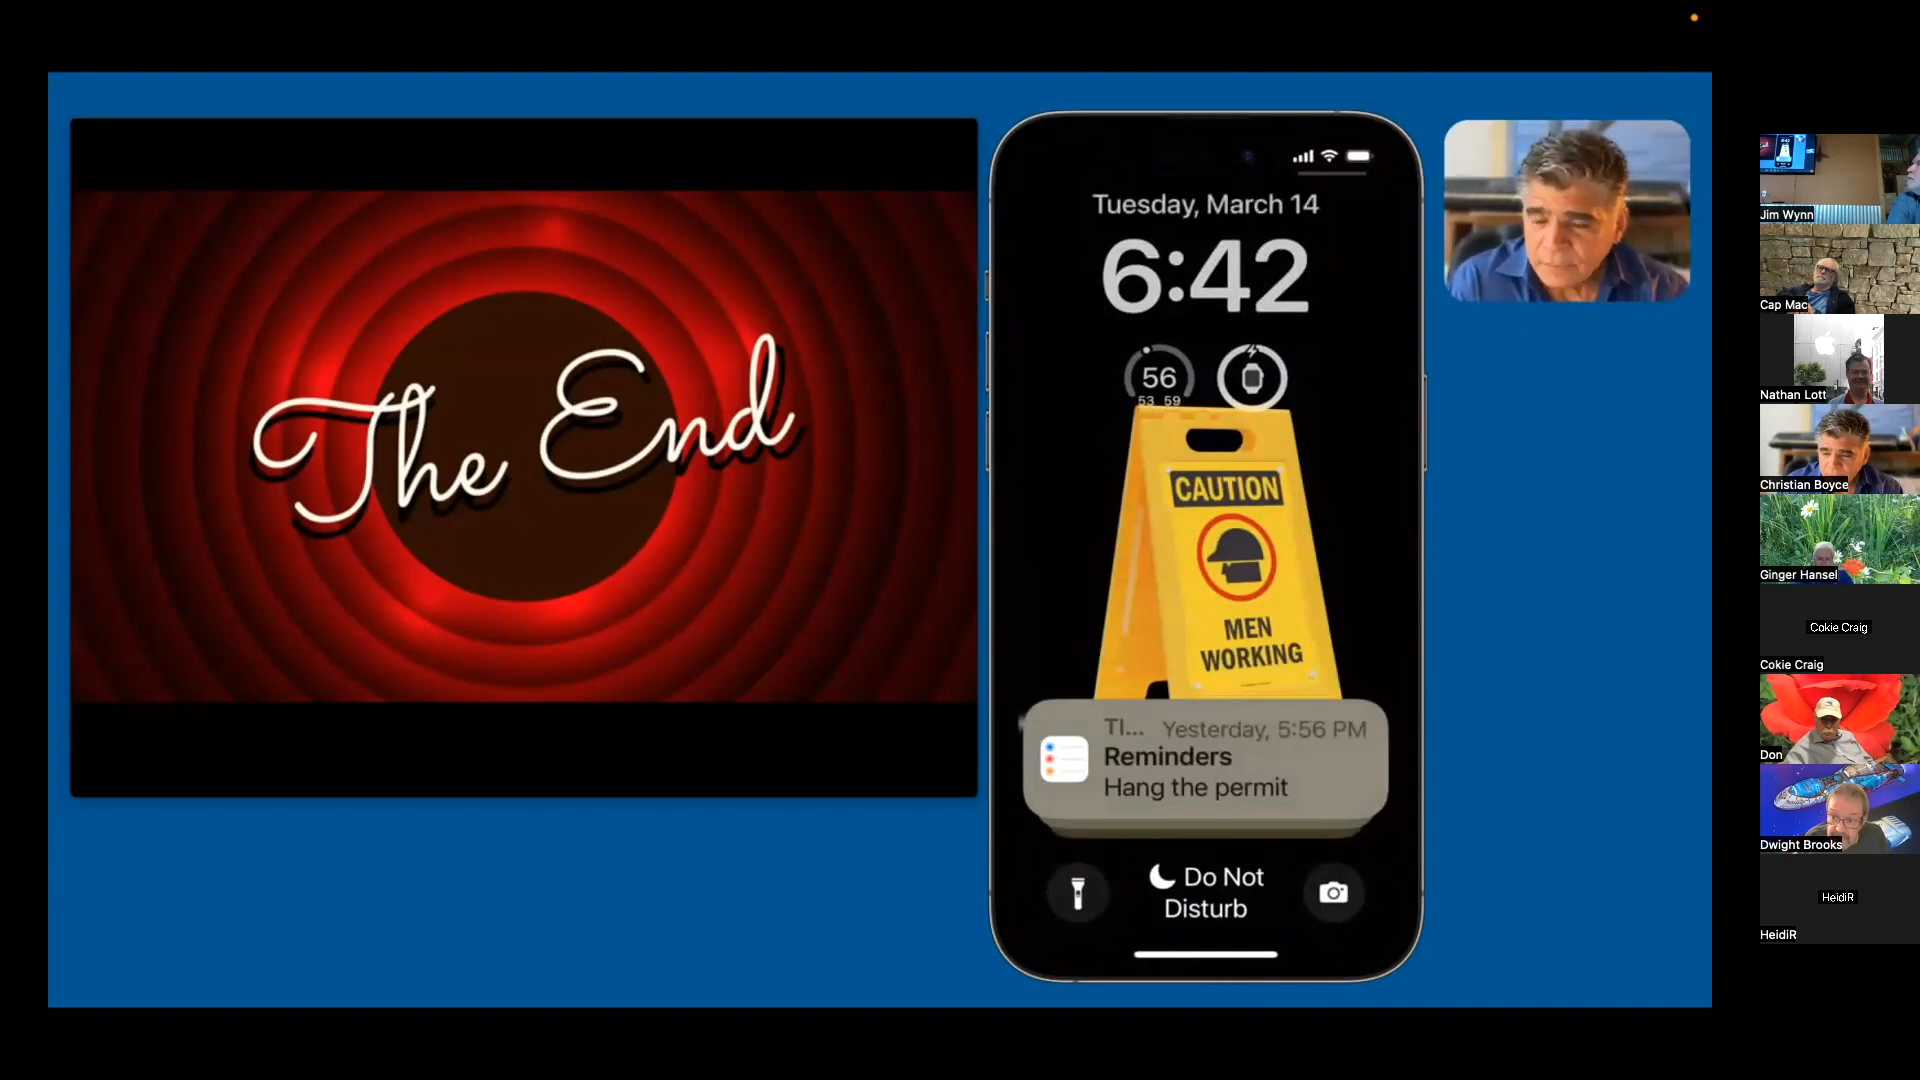 The End
Tuesday, March 14
6:42
56
53 59
CAUTION
MEN
WORKING
TI... Yesterday, 5:56 PM
Reminders
Hang the permit
Do Not
Disturb
Jim Wynn
Cap Mac
Nathan Lott
Christian Boyce
Ginger Hansel
Cokie Craig
Cokie Craig
Don
Dwight Brooks
HeidiR
HeidiR